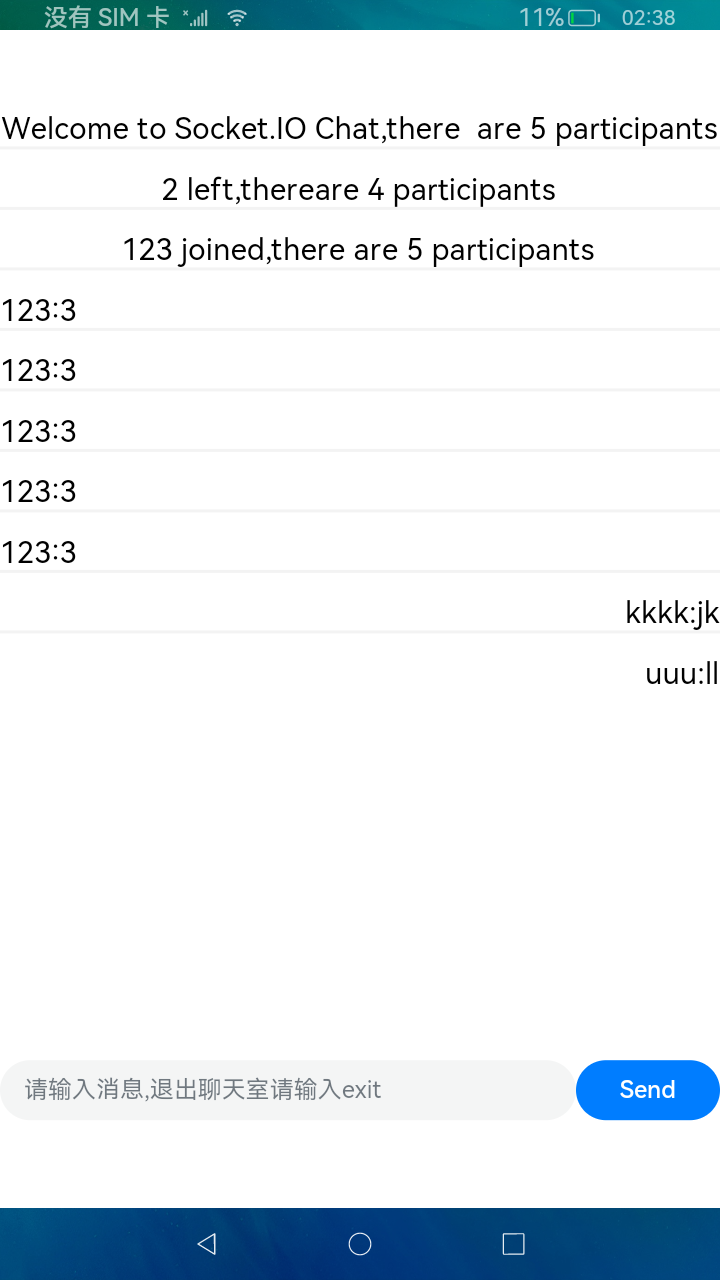 没有 SIM 卡 11% 02:38
Welcome to Socket.IO Chat,there  are 5 participants
2 left,thereare 4 participants
123 joined,there are 5 participants
123:3
123:3
123:3
123:3
123:3
kkkk:jk
uuu:ll
请输入消息,退出聊天室请输入exit Send